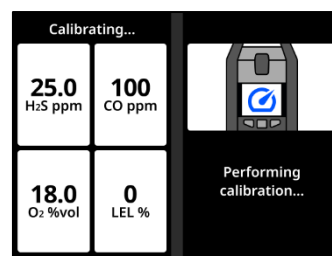 Calibrating...
25.0
H2S ppm
100
CO ppm
18.0
O2 %vol
0
LEL %
Performing
calibration...